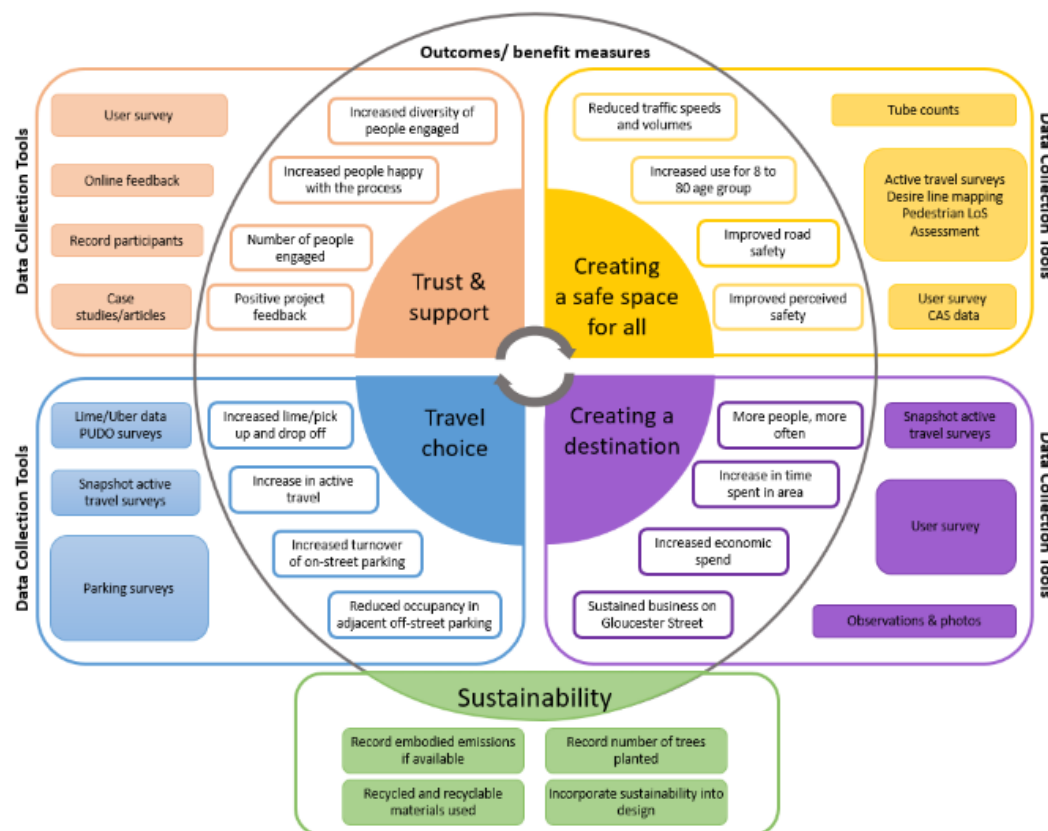 Outcomes/ benefit measures
Data Collection Tools
User survey
Online feedback
Record participants
Case
studies/articles
Increased diversity of
people engaged
Increased people happy
with the process
Number of people
engaged
Positive project
feedback
Trust &
support
Reduced traffic speeds
and volumes
Increased use for 8 to
80 age group
Improved road
safety
Improved perceived
safety
Creating
a safe space
for all
Tube counts
Active travel surveys
Desire line mapping
Pedestrian LoS
Assessment
User survey
CAS data
Data Collection Tools
Data Collection Tools
Lime/Uber data
PUDO surveys
Snapshot active
travel surveys
Parking surveys
Increased lime/pick
up and drop off
Increase in active
travel
Increased turnover
of on-street parking
Reduced occupancy in
adjacent off-street parking
Travel
choice
Creating a
destination
More people, more
often
Increase in time
spent in area
Increased economic
spend
Sustained business on
Gloucester Street
Snapshot active
travel surveys
User survey
Observations & photos
Data Collection Tools
Sustainability
Record embodied emissions
if available
Record number of trees
planted
Recycled and recyclable
materials used
Incorporate sustainability into
design